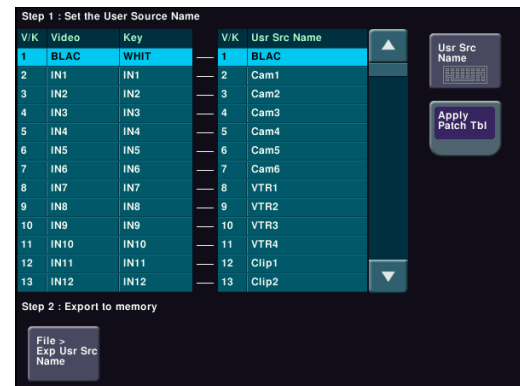 Step 1 : Set the User Source Name
V/K Video Key V/K Usr Src Name
1 BLAC WHIT 1 BLAC
2 IN1 IN1 2 Cam1
3 IN2 IN2 3 Cam2
4 IN3 IN3 4 Cam3
5 IN4 IN4 5 Cam4
6 IN5 IN5 6 Cam5
7 IN6 IN6 7 Cam6
8 IN7 IN7 8 VTR1
9 IN8 IN8 9 VTR2
10 IN9 IN9 10 VTR3
11 IN10 IN10 11 VTR4
12 IN11 IN11 12 Clip1
13 IN12 IN12 13 Clip2
Usr Src
Name
Apply
Patch Tbl
Step 2 : Export to memory
File >
Exp Usr Src
Name